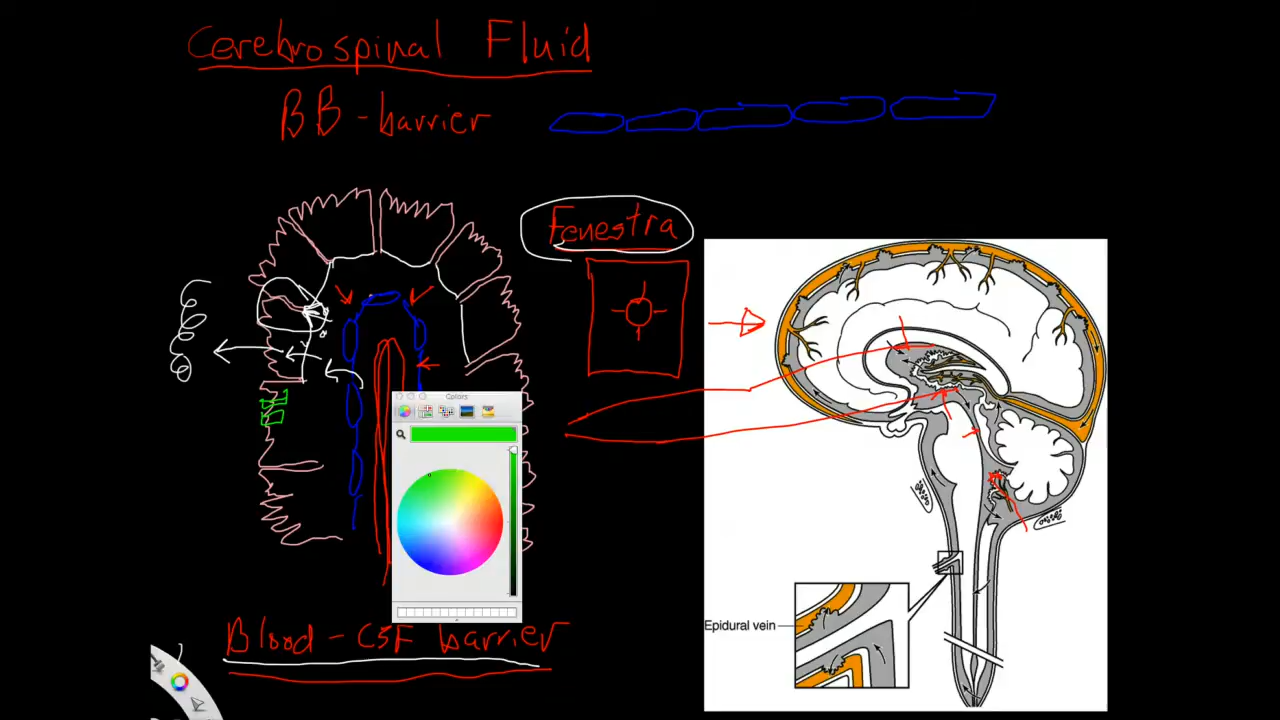 Cerebrospinal Fluid
BB-barrier
Fenestra
Colors
Epidural vein
Blood-CSF barrier